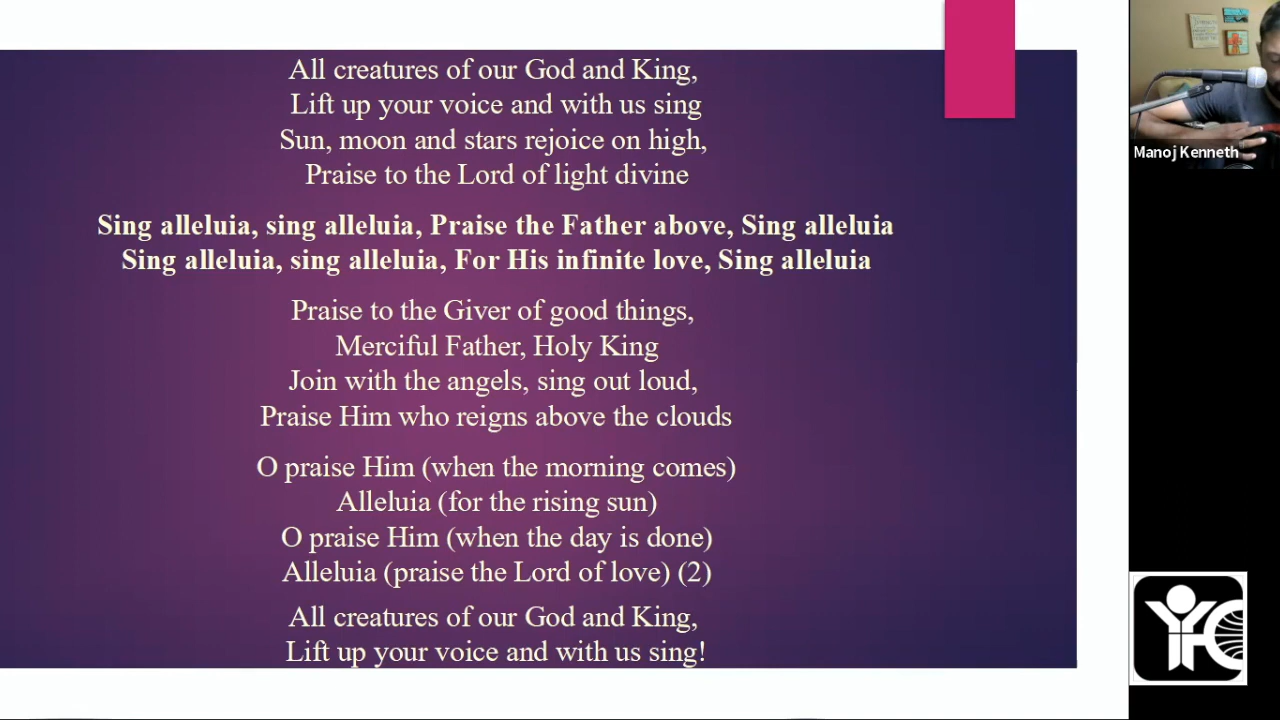 All creatures of our God and King,
Lift up your voice and with us sing
Sun, moon and stars rejoice on high,
Praise to the Lord of light divine
Sing alleluia, sing alleluia, Praise the Father above, Sing alleluia
Sing alleluia, sing alleluia, For His infinite love, Sing alleluia
Praise to the Giver of good things,
Merciful Father, Holy King
Join with the angels, sing out loud,
Praise Him who reigns above the clouds
O praise Him (when the morning comes)
Alleluia (for the rising sun)
O praise Him (when the day is done)
Alleluia (praise the Lord of love) (2)
All creatures of our God and King,
Lift up your voice and with us sing!
Manoj Kenneth
YFC